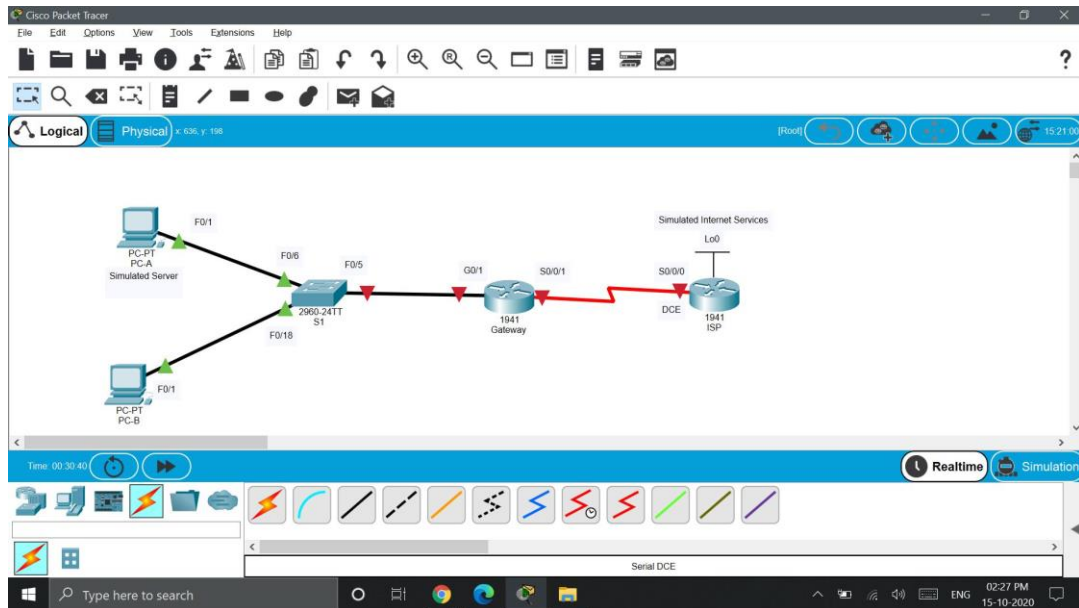 Cisco Packet Tracer
File Edit Options View Tools Extensions Help
?
Logical Physical x: 636, y: 198 [Root] 15:21:00
Simulated Internet Services
F0/1
Lo0
PC-PT
PC-A
Simulated Server
F0/6
F0/5
G0/1
S0/0/1
S0/0/0
2960-24TT
S1
1941
Gateway
DCE
1941
ISP
F0/18
F0/1
PC-PT
PC-B
Time: 00:30:40 Realtime Simulation
Serial DCE
Type here to search ENG 02:27 PM
15-10-2020